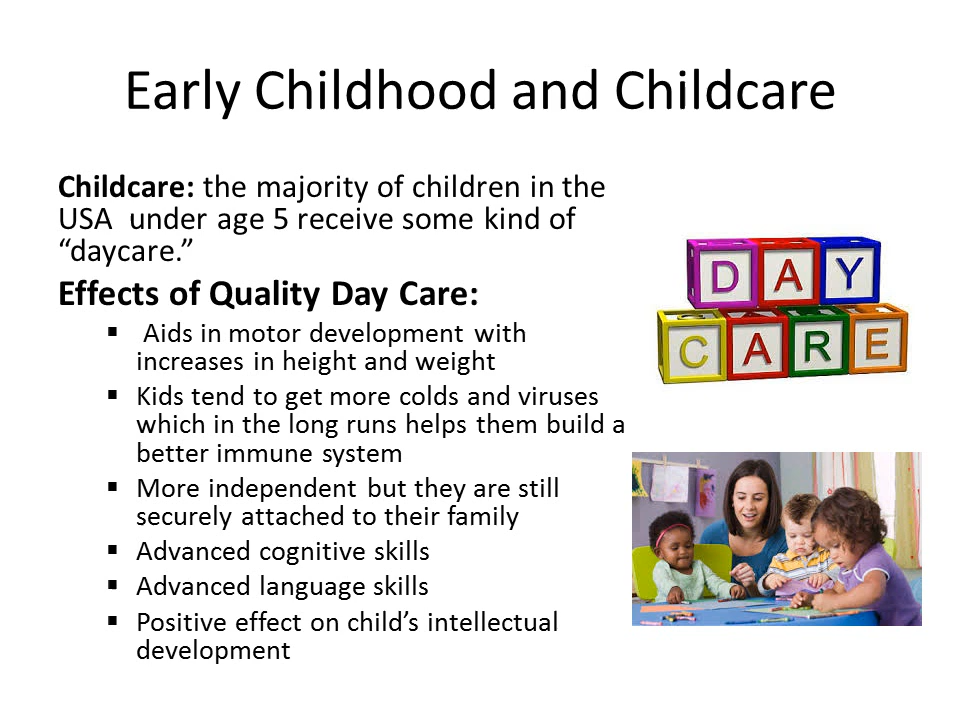 Early Childhood and Childcare
Childcare: the majority of children in the
USA  under age 5 receive some kind of
“daycare.”
Effects of Quality Day Care:
▪ Aids in motor development with
increases in height and weight
▪ Kids tend to get more colds and viruses
which in the long runs helps them build a
better immune system
▪ More independent but they are still
securely attached to their family
▪ Advanced cognitive skills
▪ Advanced language skills
▪ Positive effect on child’s intellectual
development
DAY
CARE